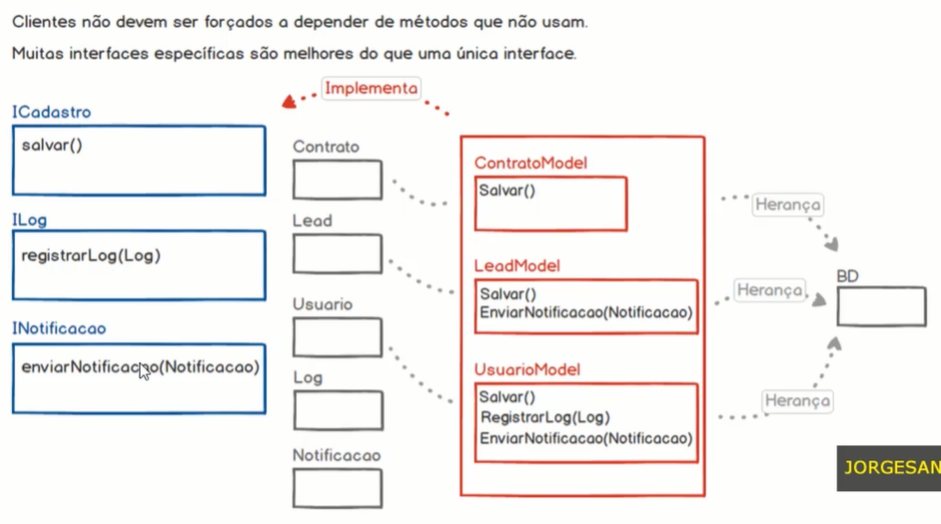 Clientes não devem ser forçados a depender de métodos que não usam.
Muitas interfaces específicas são melhores do que uma única interface.
Implementa
ICadastro
salvar()
ILog
registrarLog(Log)
INotificacao
enviarNotificacao(Notificacao)
Contrato
Lead
Usuario
Log
Notificacao
ContratoModel
Salvar()
LeadModel
Salvar()
EnviarNotificacao(Notificacao)
UsuarioModel
Salvar()
RegistrarLog(Log)
EnviarNotificacao(Notificacao)
Herança
Herança
Herança
BD
JORGESAN